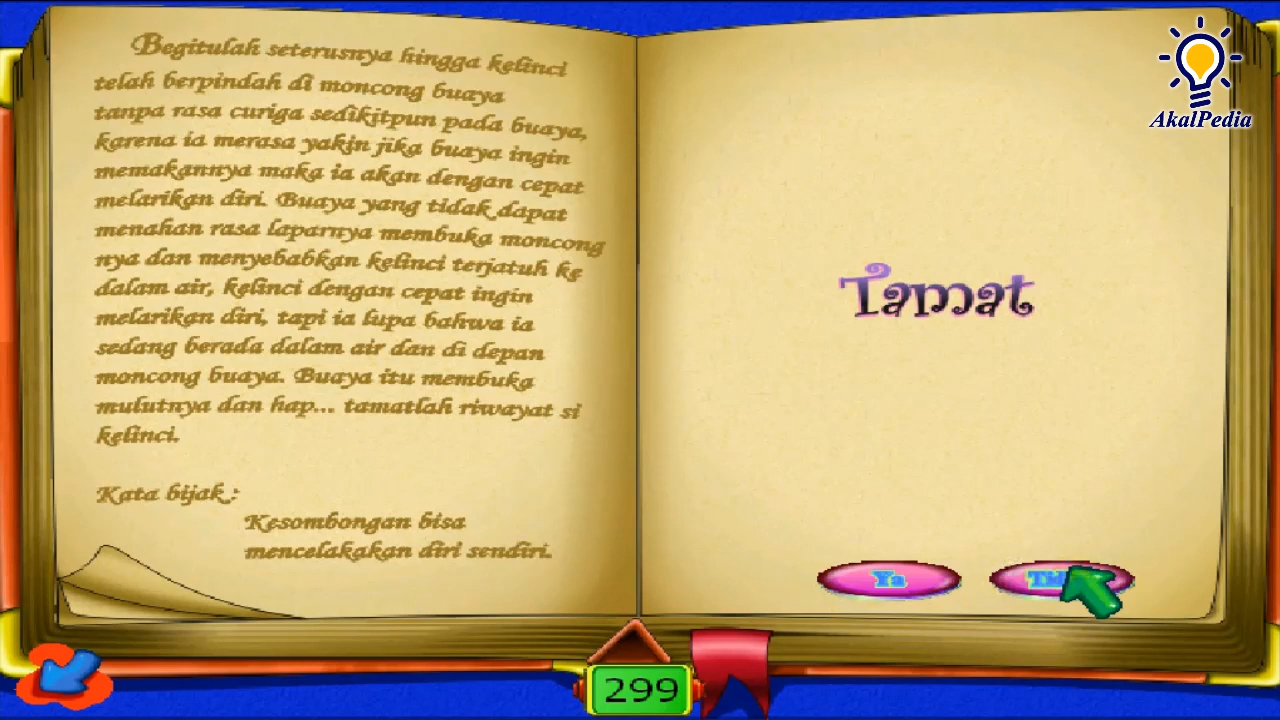 Begitulah seterusnya hingga kelinci
telah berpindah di moncong buaya
tanpa rasa curiga sedikitpun pada buaya,
karena ia merasa yakin jika buaya ingin
memakannya maka ia akan dengan cepat
melarikan diri. Buaya yang tidak dapat
menahan rasa laparnya membuka moncong
nya dan menyebabkan kelinci terjatuh ke
dalam air, kelinci dengan cepat ingin
melarikan diri, tapi ia lupa bahwa ia
sedang berada dalam air dan di depan
moncong buaya. Buaya itu membuka
mulutnya dan hap... tamatlah riwayat si
kelinci.
Kata bijak :
Kesombongan bisa
mencelakakan diri sendiri.
AkalPedia
Tamat
Ya
299